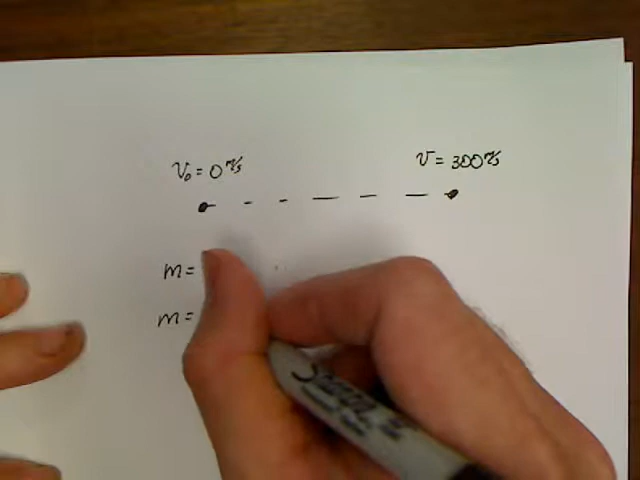 V₀ = 0 m/s
V = 300 m/s
m =
m =